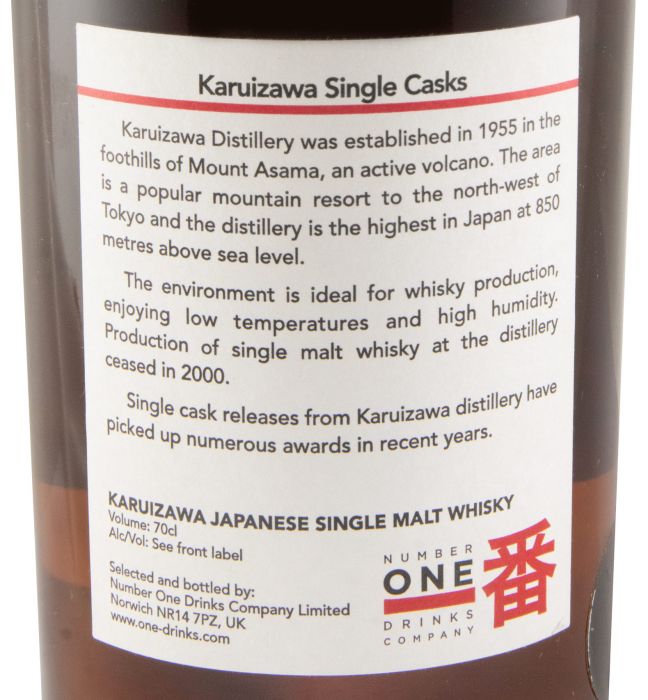 Karuizawa Single Casks
Karuizawa Distillery was established in 1955 in the
foothills of Mount Asama, an active volcano. The area
is a popular mountain resort to the north-west of
Tokyo and the distillery is the highest in Japan at 850
metres above sea level.
The environment is ideal for whisky production,
enjoying low temperatures and high humidity.
Production of single malt whisky at the distillery
ceased in 2000.
Single cask releases from Karuizawa distillery have
picked up numerous awards in recent years.
KARUIZAWA JAPANESE SINGLE MALT WHISKY
Volume: 70cl
Alc/Vol: See front label
Selected and bottled by:
Number One Drinks Company Limited
Norwich NR14 7PZ, UK
www.one-drinks.com
NUMBER
ONE
DRINKS
COMPANY
番